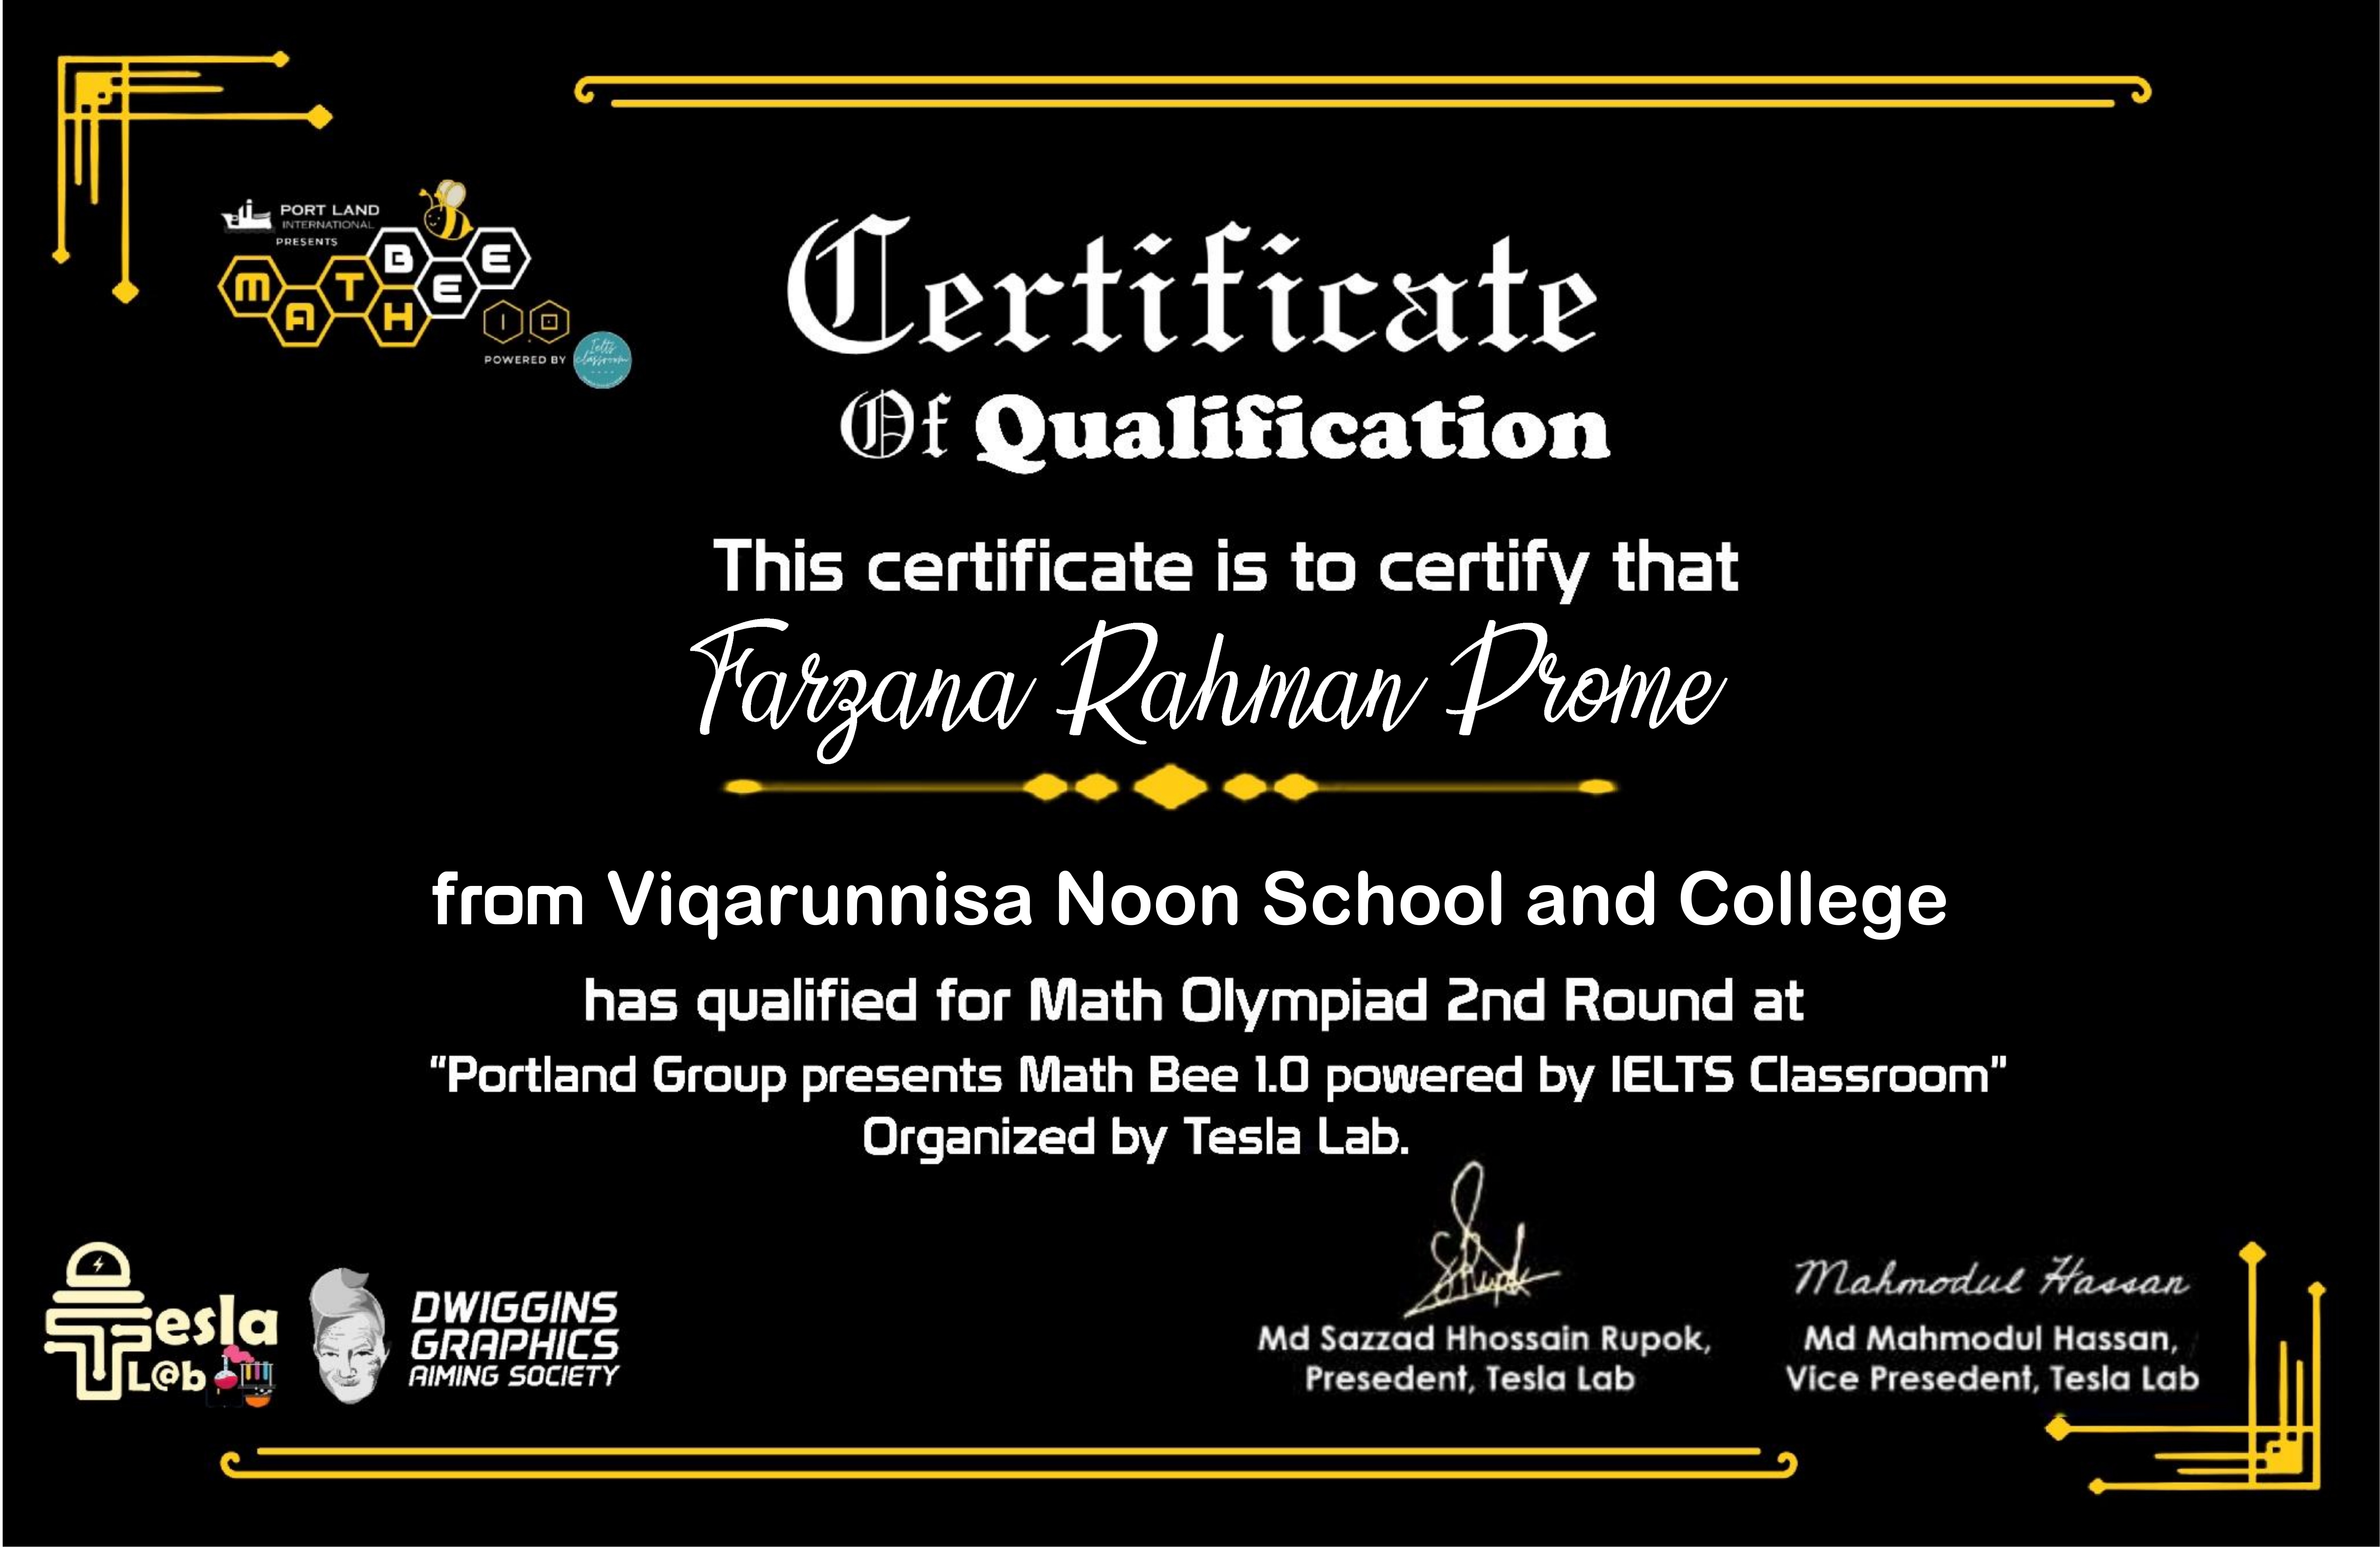 PORT LAND
INTERNATIONAL
PRESENTS
MATH BEE
1.0
POWERED BY
Ielts classroom
Certificate
Of Qualification
This certificate is to certify that
Farzana Rahman Prome
from Viqarunnisa Noon School and College
has qualified for Math Olympiad 2nd Round at
"Portland Group presents Math Bee 1.0 powered by IELTS Classroom"
Organized by Tesla Lab.
Tesla
L@b
DWIGGINS
GRAPHICS
AIMING SOCIETY
Md Sazzad Hhossain Rupok,
Presedent, Tesla Lab
Mahmodul Hassan
Md Mahmodul Hassan,
Vice Presedent, Tesla Lab